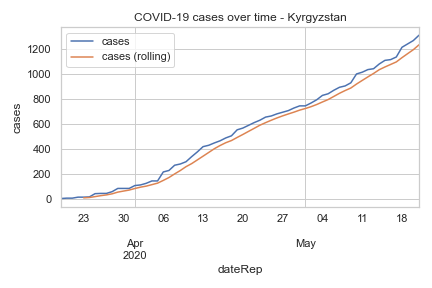 COVID-19 cases over time - Kyrgyzstan
cases
cases (rolling)
1200
1000
800
600
400
200
0
cases
23 30 06 13 20 27 04 11 18
Apr May
2020
dateRep